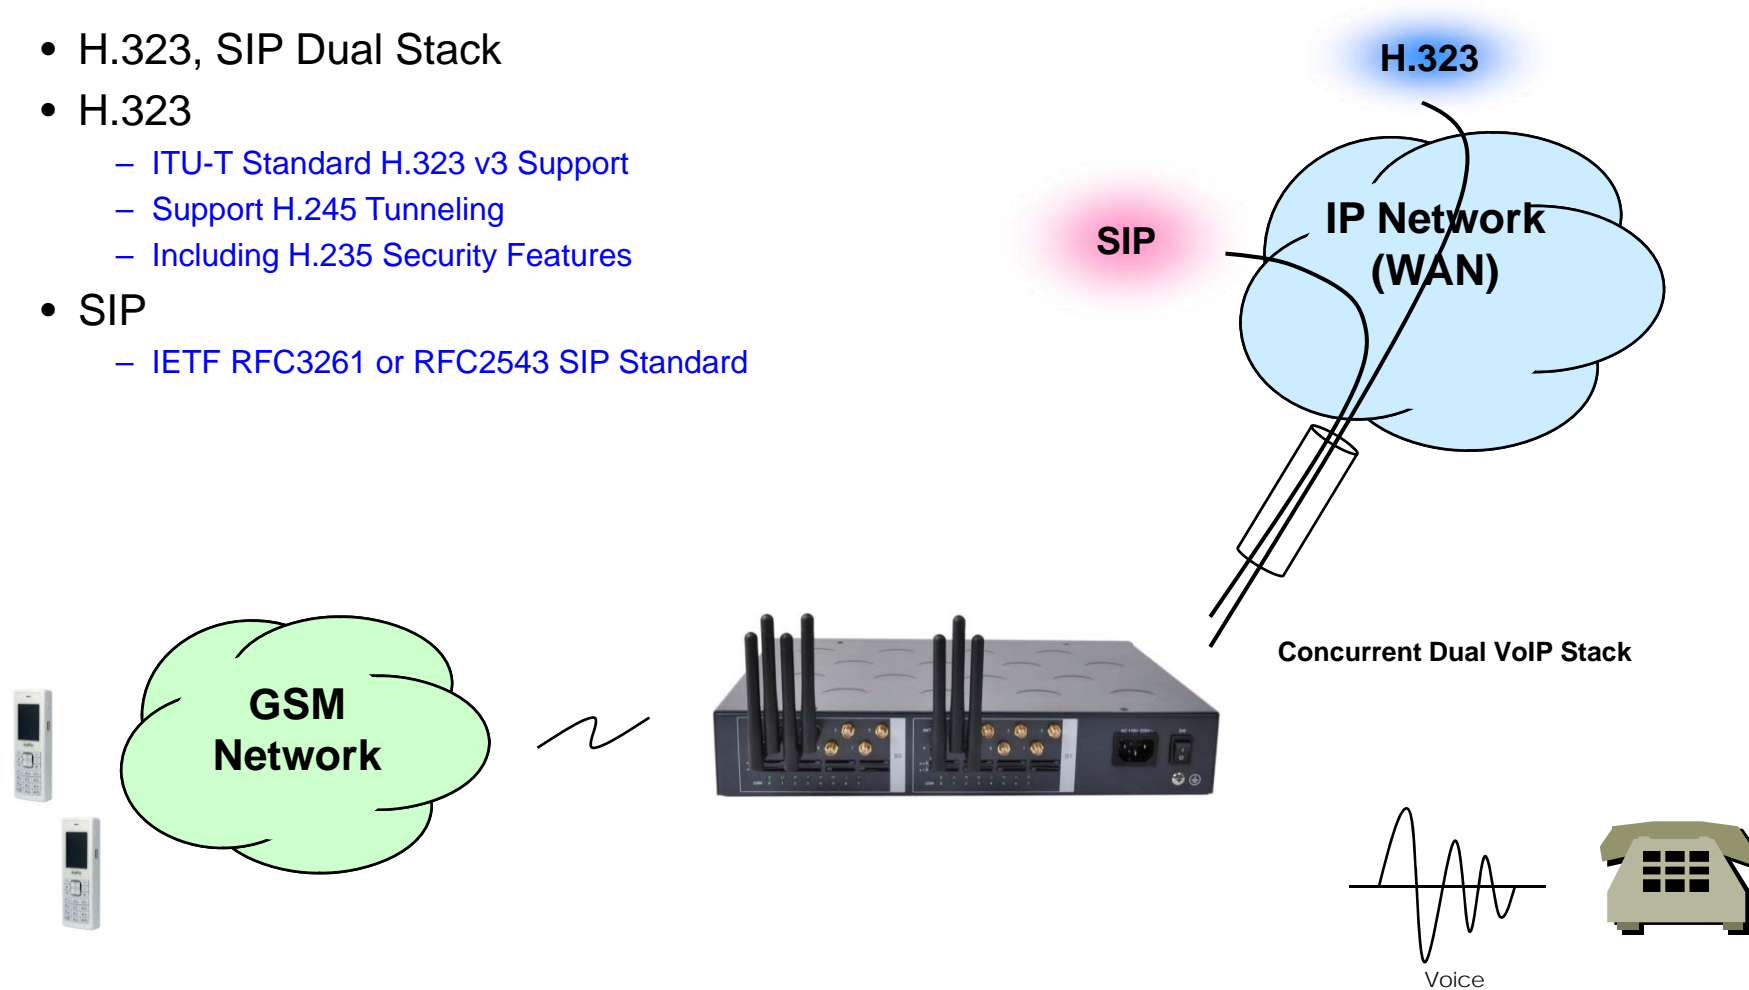 • H.323, SIP Dual Stack
• H.323
– ITU-T Standard H.323 v3 Support
– Support H.245 Tunneling
– Including H.235 Security Features
• SIP
– IETF RFC3261 or RFC2543 SIP Standard
H.323
SIP
IP Network
(WAN)
Concurrent Dual VoIP Stack
GSM
Network
Voice